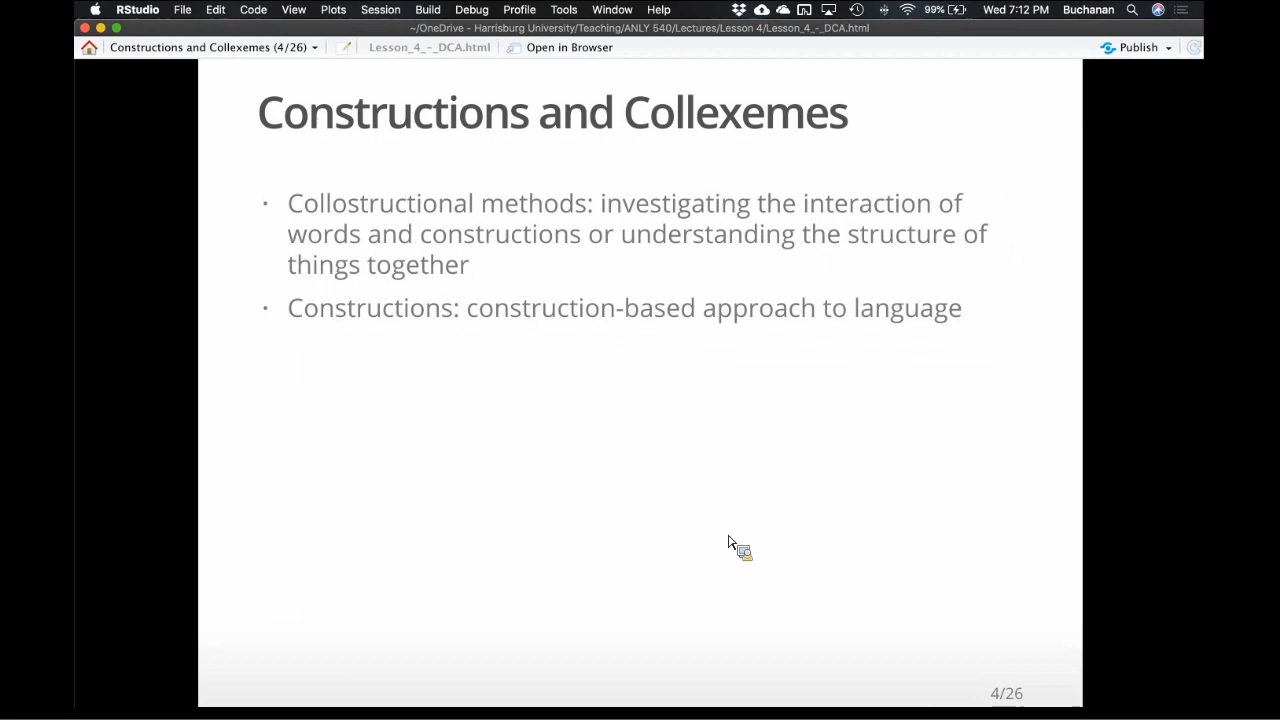 RStudio File Edit Code View Plots Session Build Debug Profile Tools Window Help 99% Wed 7:12 PM Buchanan
~/OneDrive - Harrisburg University/Teaching/ANLY 540/Lectures/Lesson 4/Lesson_4_-_DCA.html
Constructions and Collexemes (4/26) Lesson_4_-_DCA.html Open in Browser Publish
Constructions and Collexemes
• Collostructional methods: investigating the interaction of
words and constructions or understanding the structure of
things together
• Constructions: construction-based approach to language
4/26